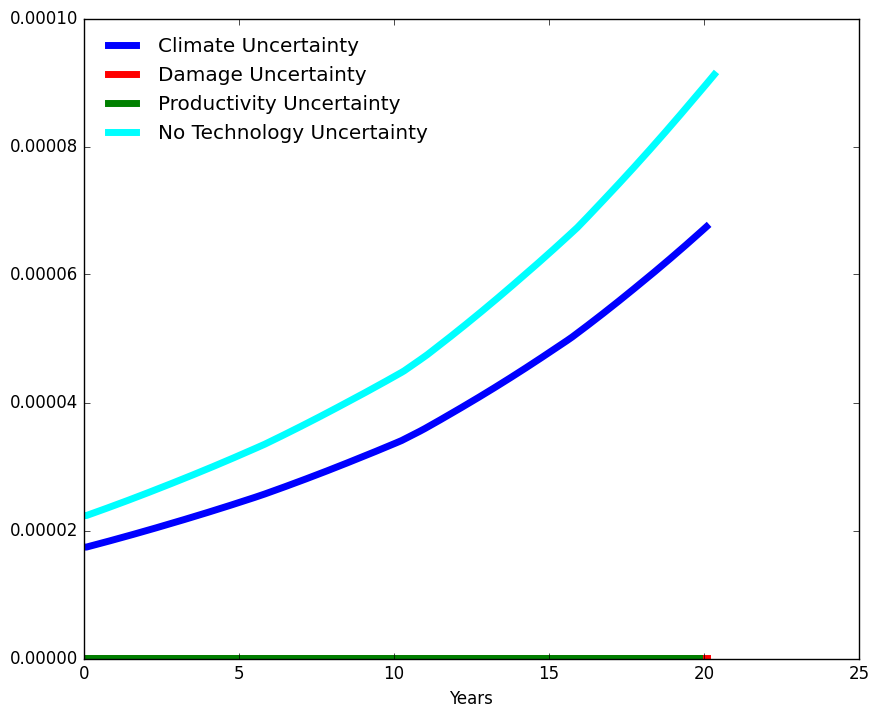 0.00010
Climate Uncertainty
Damage Uncertainty
Productivity Uncertainty
No Technology Uncertainty
0.00008
0.00006
0.00004
0.00002
0.00000
0 5 10 15 20 25
Years